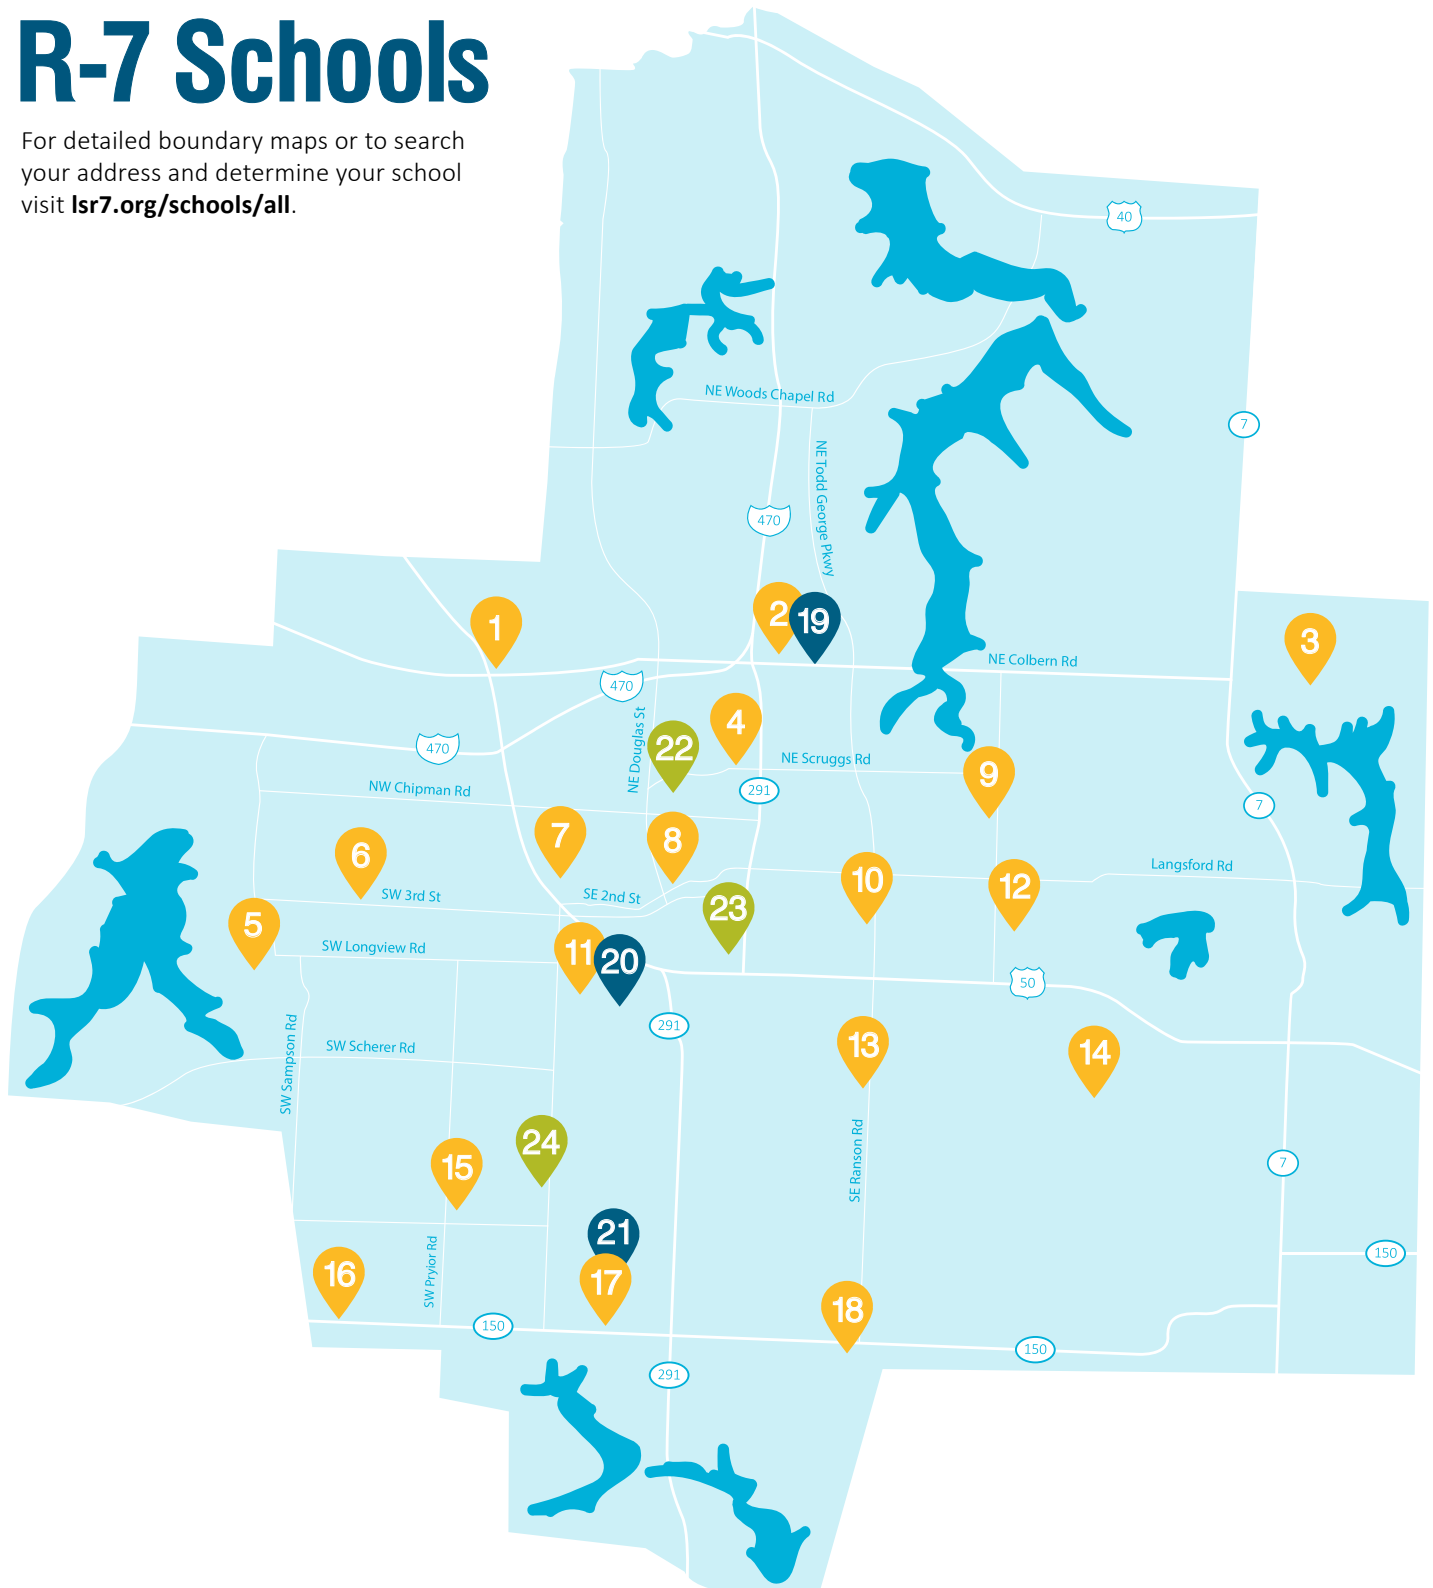 R-7 Schools
For detailed boundary maps or to search
your address and determine your school
visit lsr7.org/schools/all.
40
NE Woods Chapel Rd
7
NE Todd George Pkwy
470
1
2
19
3
NE Colbern Rd
470
4
NE Douglas St
22
470
NE Scruggs Rd
9
NW Chipman Rd
291
7
7
8
6
Langsford Rd
10
12
SW 3rd St
SE 2nd St
23
5
SW Longview Rd
11
20
50
291
13
14
SW Scherer Rd
SW Sampson Rd
24
15
SE Ranson Rd
7
21
150
SW Pryior Rd
16
17
18
150
150
291